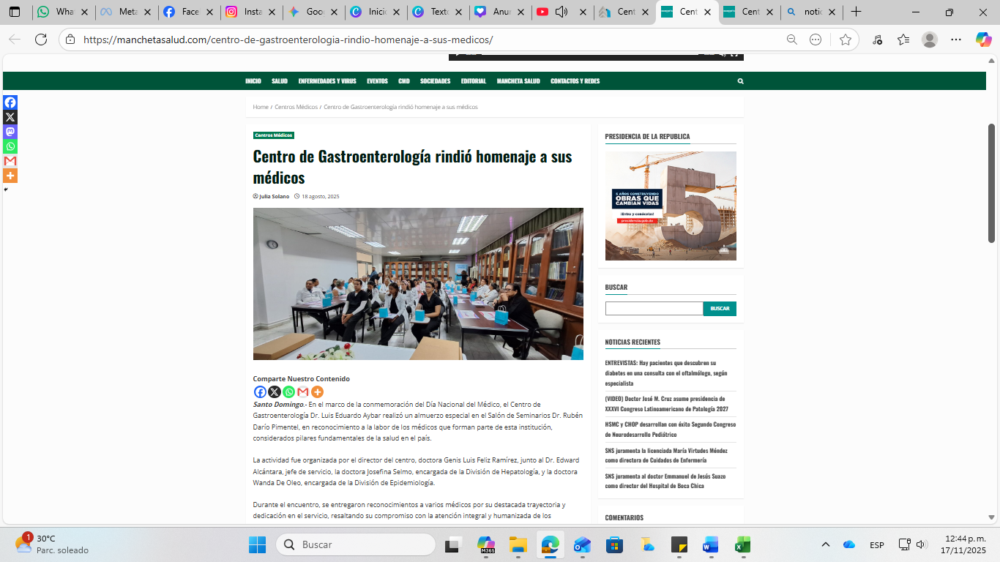 What
Meta
Face
Insta
Goo
Inicio
Texto
Anun
Cent
Cent
Cent
notic
https://manchetasalud.com/centro-de-gastroenterologia-rindio-homenaje-a-sus-medicos/
INICIO SALUD ENFERMEDADES Y VIRUS EVENTOS CMD SOCIEDADES EDITORIAL MANCHETA SALUD CONTACTOS Y REDES
Home / Centros Médicos / Centro de Gastroenterología rindió homenaje a sus médicos
Centros Médicos
Centro de Gastroenterología rindió homenaje a sus
médicos
Julia Solano 18 agosto, 2025
Comparte Nuestro Contenido
Santo Domingo.- En el marco de la conmemoración del Día Nacional del Médico, el Centro de
Gastroenterología Dr. Luis Eduardo Aybar realizó un almuerzo especial en el Salón de Seminarios Dr. Rubén
Darío Pimentel, en reconocimiento a la labor de los médicos que forman parte de esta institución,
considerados pilares fundamentales de la salud en el país.
La actividad fue organizada por el director del centro, doctora Genis Luis Feliz Ramírez, junto al Dr. Edward
Alcántara, jefe de servicio, la doctora Josefina Selmo, encargada de la División de Hepatología, y la doctora
Wanda De Oleo, encargada de la División de Epidemiología.
Durante el encuentro, se entregaron reconocimientos a varios médicos por su destacada trayectoria y
dedicación en el servicio, resaltando su compromiso con la atención integral y humanizada de los
PRESIDENCIA DE LA REPUBLICA
5 AÑOS CONSTRUYENDO
OBRAS QUE
CAMBIAN VIDAS
¡Entra y conócelas!
presidencia.gob.do
BUSCAR
BUSCAR
NOTICIAS RECIENTES
ENTREVISTAS: Hay pacientes que descubren su
diabetes en una consulta con el oftalmólogo, según
especialista
(VIDEO) Doctor José M. Cruz asume presidencia de
XXXVI Congreso Latinoamericano de Patología 2027
HSMC y CHOP desarrollan con éxito Segundo Congreso
de Neurodesarrollo Pediátrico
SNS juramenta la licenciada María Virtudes Méndez
como directora de Cuidados de Enfermería
SNS juramenta al doctor Emmanuel de Jesús Suazo
como director del Hospital de Boca Chica
COMENTARIOS
1
30°C
Parc. soleado
Buscar
M365
ESP
12:44 p. m.
17/11/2025